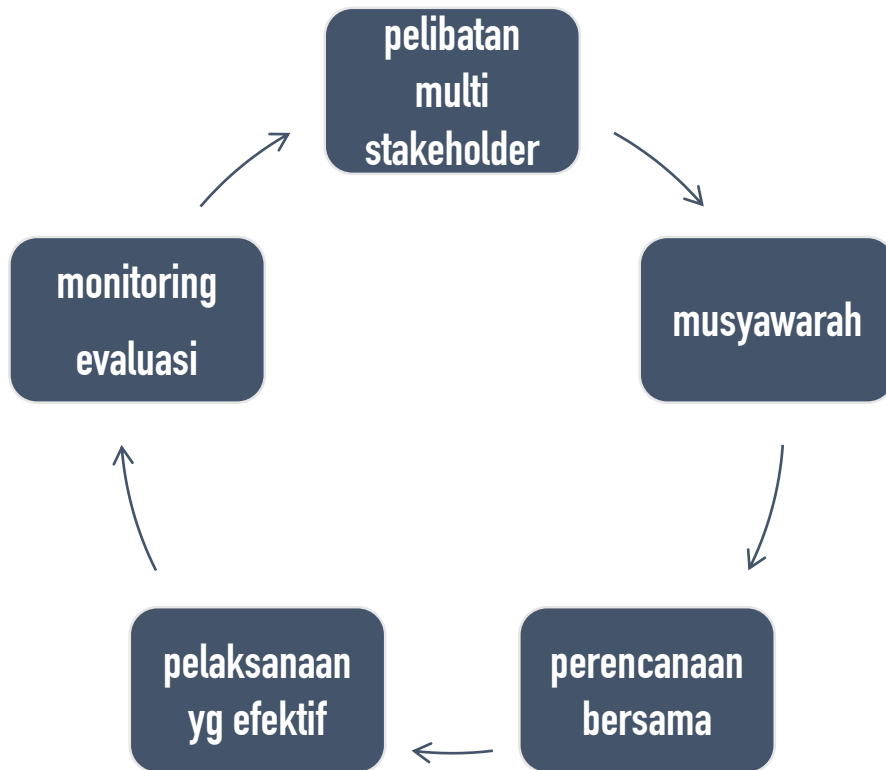 pelibatan
multi
stakeholder
musyawarah
perencanaan
bersama
pelaksanaan
yg efektif
monitoring
evaluasi